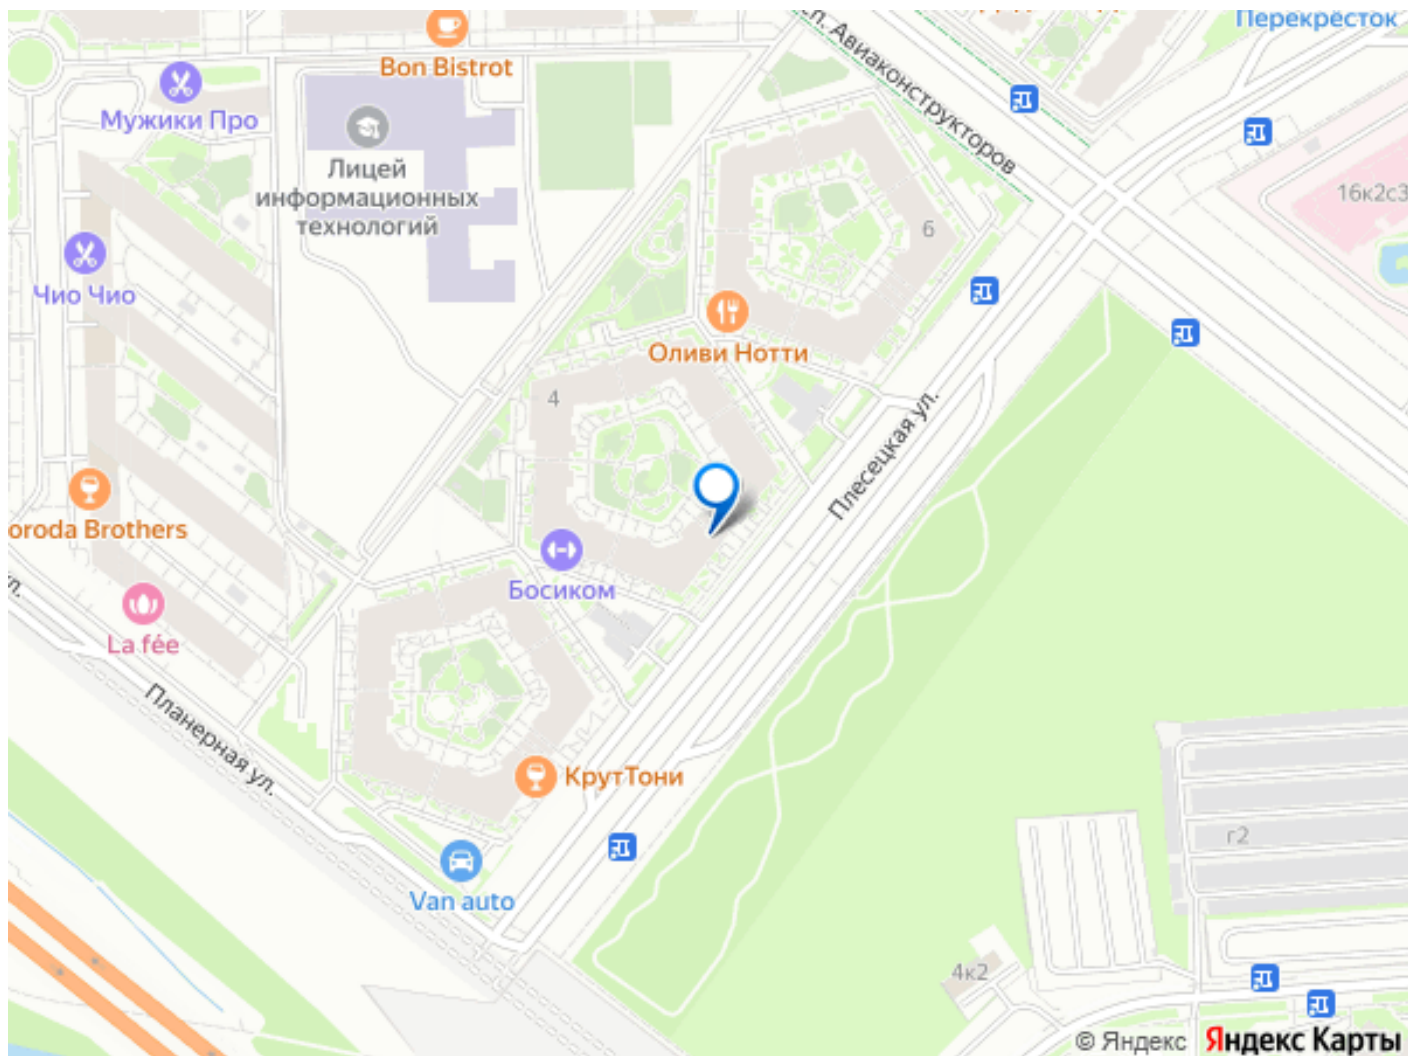 Перекрёсток
Bon Bistrot
пл. Авиаконструкторов
Мужики Про
Лицей
информационных
технологий
16к2с3
6
Чио Чио
Оливи Нотти
4
Плесецкая ул.
oroda Brothers
Босиком
La fée
Планерная ул.
КрутТони
г2
Van auto
4к2
© Яндекс Яндекс Карты